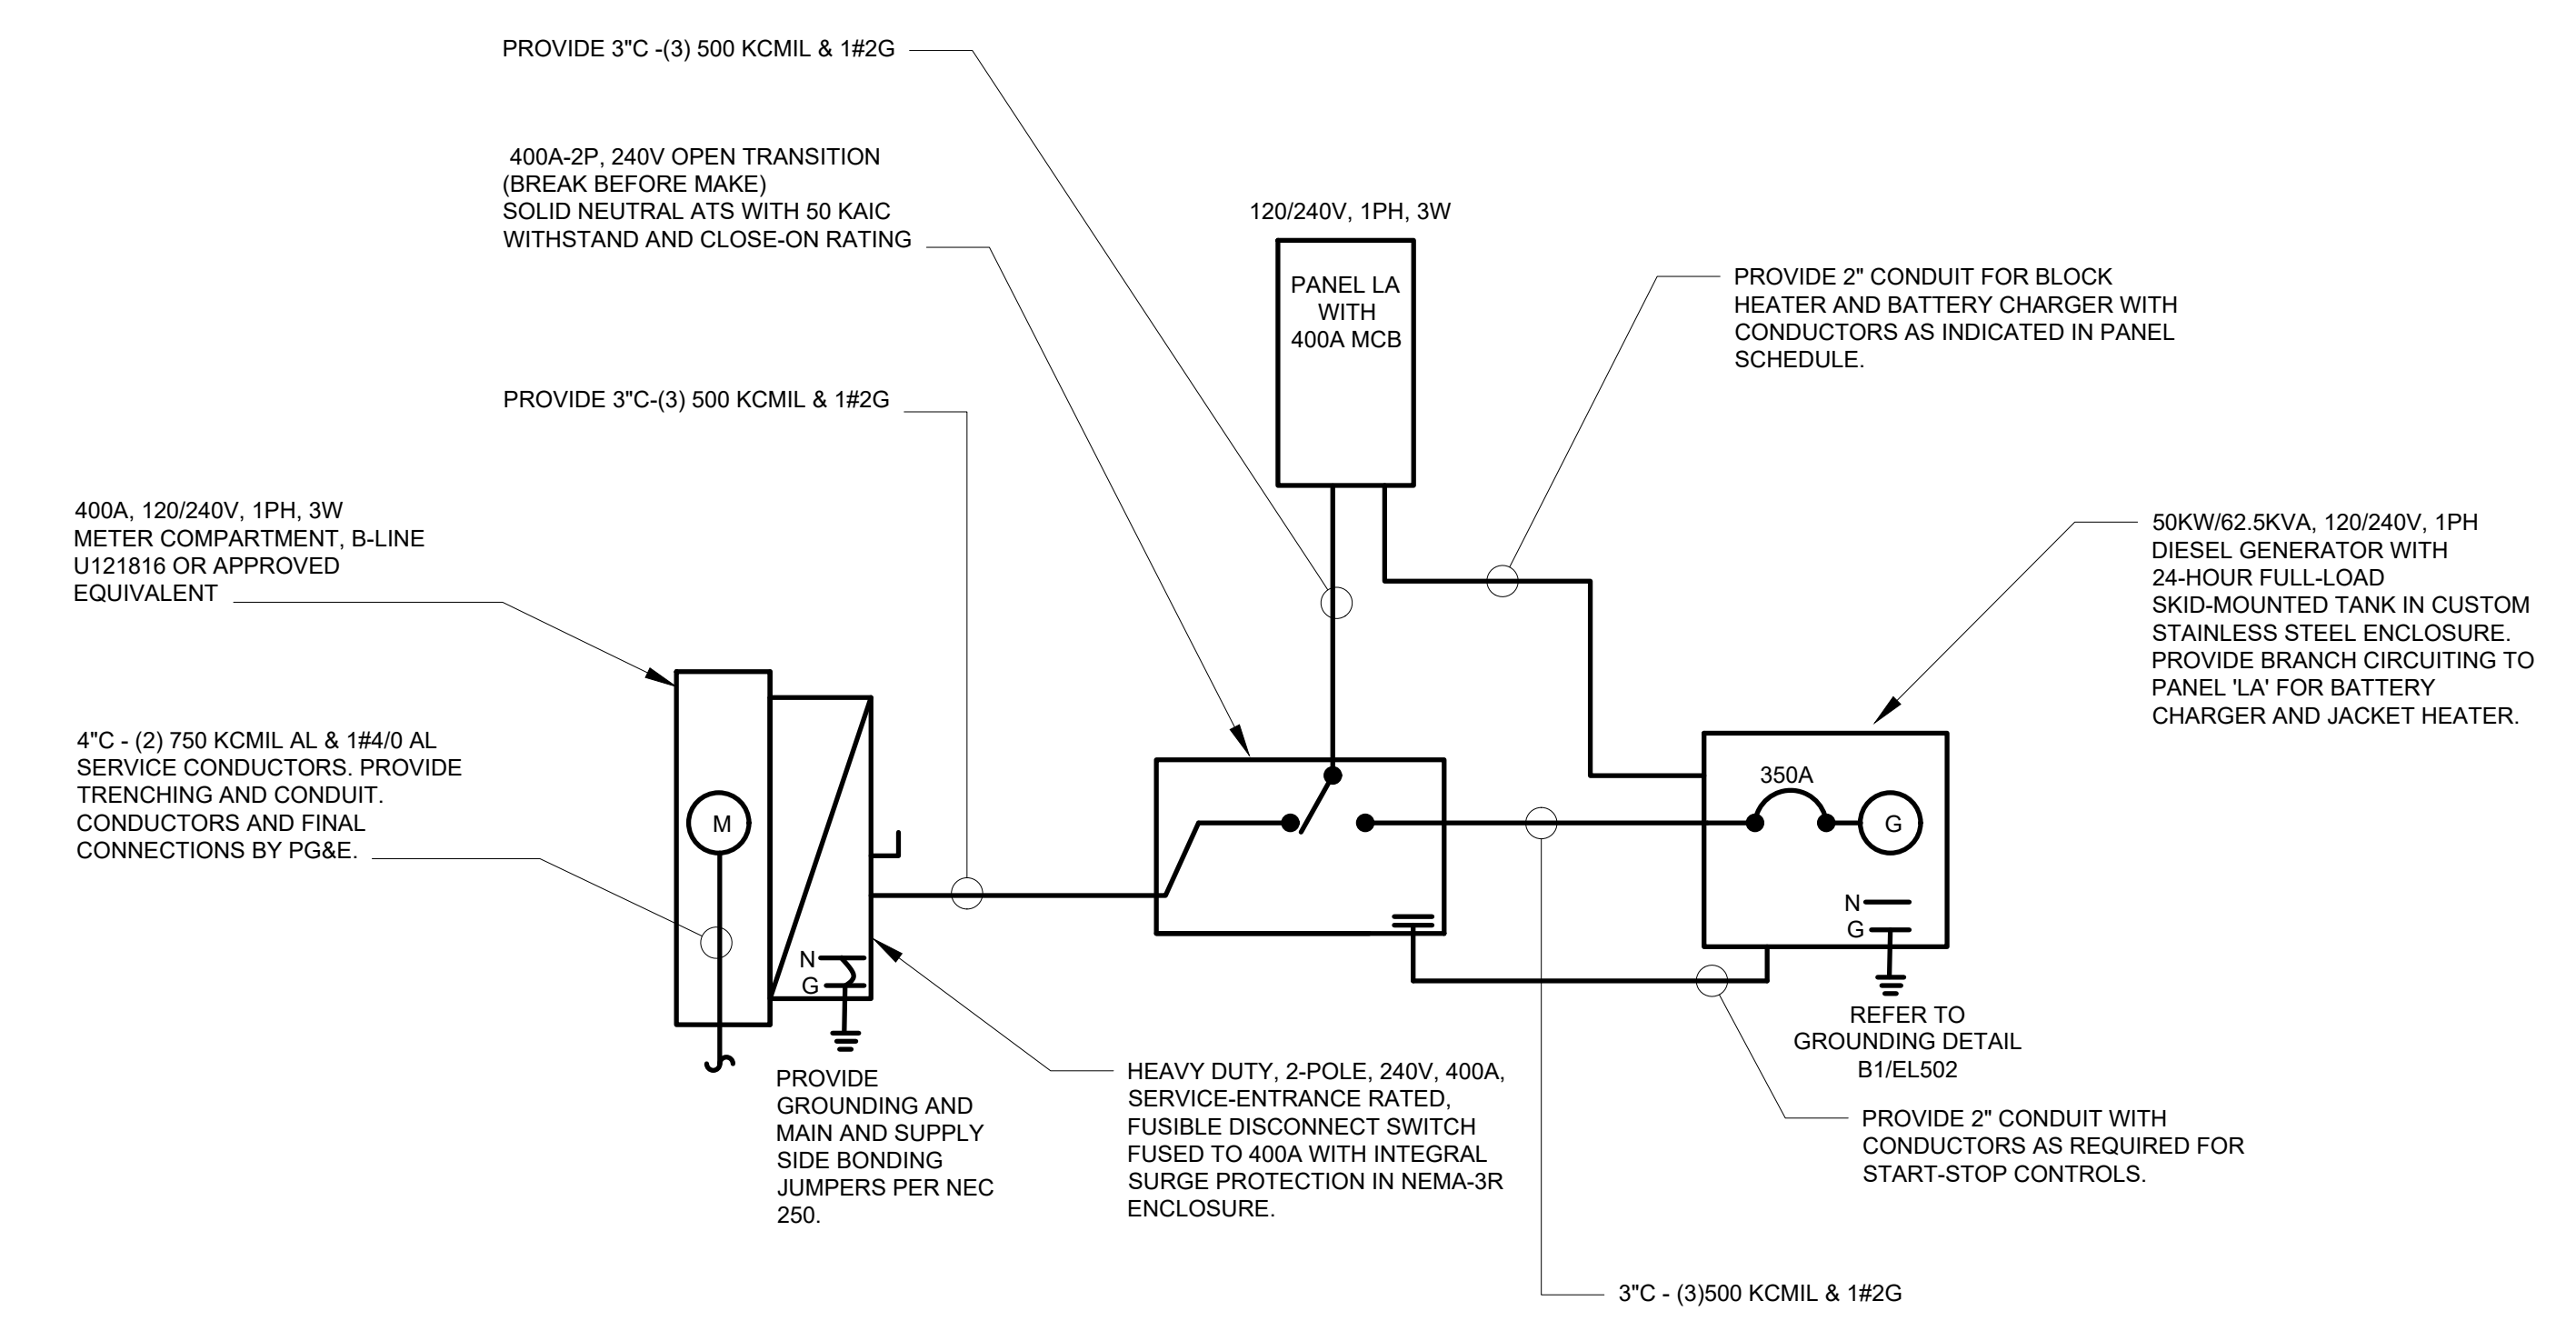 PROVIDE 3"C -(3) 500 KCMIL & 1#2G
400A-2P, 240V OPEN TRANSITION
(BREAK BEFORE MAKE)
SOLID NEUTRAL ATS WITH 50 KAIC
WITHSTAND AND CLOSE-ON RATING
120/240V, 1PH, 3W
PANEL LA
WITH
400A MCB
PROVIDE 2" CONDUIT FOR BLOCK
HEATER AND BATTERY CHARGER WITH
CONDUCTORS AS INDICATED IN PANEL
SCHEDULE.
PROVIDE 3"C-(3) 500 KCMIL & 1#2G
400A, 120/240V, 1PH, 3W
METER COMPARTMENT, B-LINE
U121816 OR APPROVED
EQUIVALENT
50KW/62.5KVA, 120/240V, 1PH
DIESEL GENERATOR WITH
24-HOUR FULL-LOAD
SKID-MOUNTED TANK IN CUSTOM
STAINLESS STEEL ENCLOSURE.
PROVIDE BRANCH CIRCUITING TO
PANEL 'LA' FOR BATTERY
CHARGER AND JACKET HEATER.
4"C - (2) 750 KCMIL AL & 1#4/0 AL
SERVICE CONDUCTORS. PROVIDE
TRENCHING AND CONDUIT.
CONDUCTORS AND FINAL
CONNECTIONS BY PG&E.
M
N
G
350A
G
N
G
REFER TO
GROUNDING DETAIL
B1/EL502
PROVIDE
GROUNDING AND
MAIN AND SUPPLY
SIDE BONDING
JUMPERS PER NEC
250.
HEAVY DUTY, 2-POLE, 240V, 400A,
SERVICE-ENTRANCE RATED,
FUSIBLE DISCONNECT SWITCH
FUSED TO 400A WITH INTEGRAL
SURGE PROTECTION IN NEMA-3R
ENCLOSURE.
PROVIDE 2" CONDUIT WITH
CONDUCTORS AS REQUIRED FOR
START-STOP CONTROLS.
3"C - (3)500 KCMIL & 1#2G